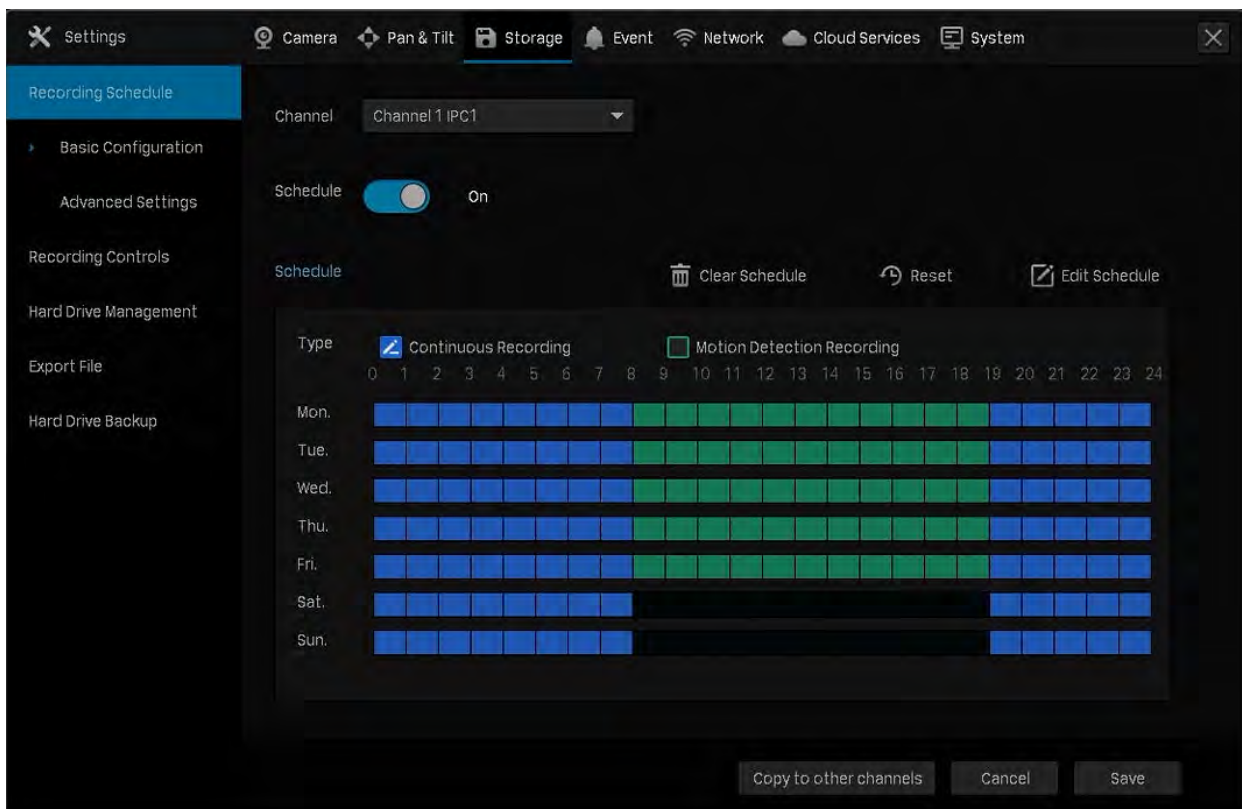 Settings Camera Pan & Tilt Storage Event Network Cloud Services System
Recording Schedule
Basic Configuration
Advanced Settings
Recording Controls
Hard Drive Management
Export File
Hard Drive Backup
Channel Channel 1 IPC1
Schedule On
Schedule Clear Schedule Reset Edit Schedule
Type Continuous Recording Motion Detection Recording
0 1 2 3 4 5 6 7 8 9 10 11 12 13 14 15 16 17 18 19 20 21 22 23 24
Mon.
Tue.
Wed.
Thu.
Fri.
Sat.
Sun.
Copy to other channels Cancel Save